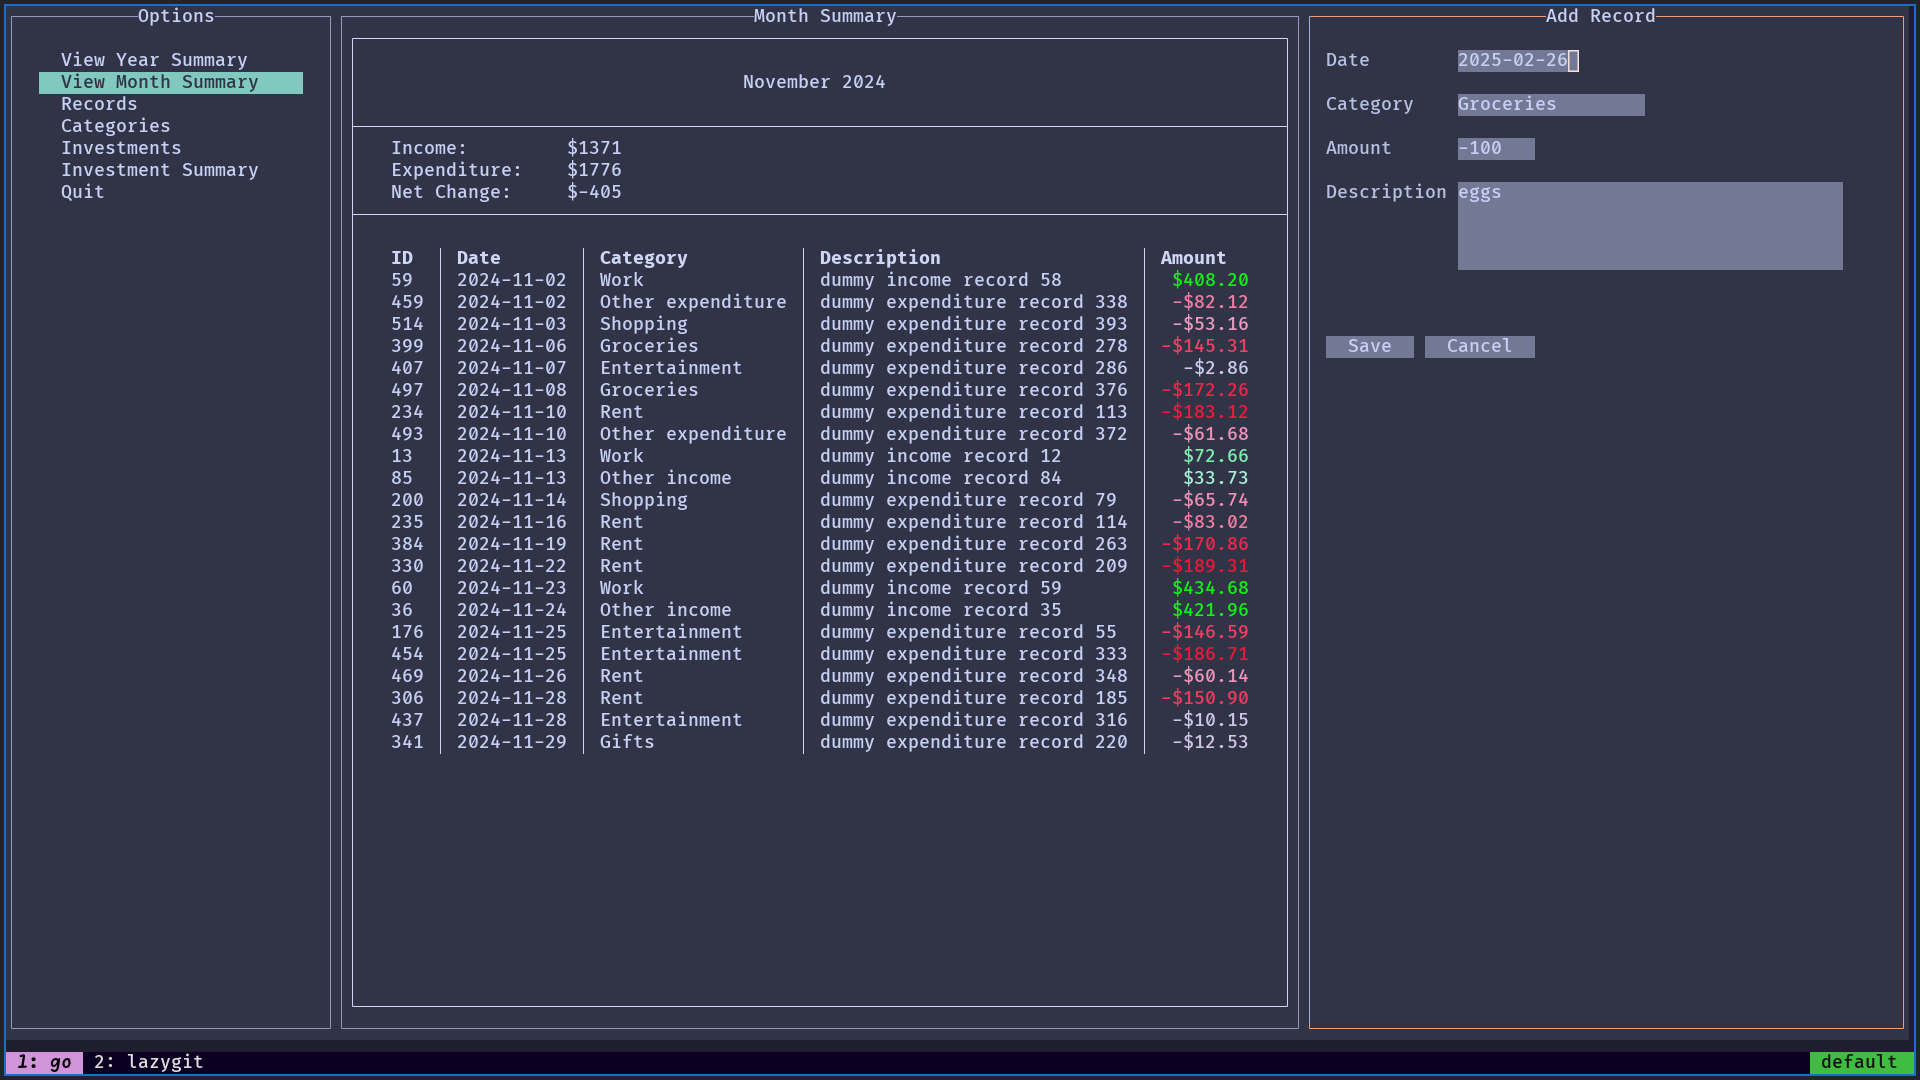 Options
View Year Summary
View Month Summary
Records
Categories
Investments
Investment Summary
Quit
Month Summary
November 2024
Income: $1371
Expenditure: $1776
Net Change: $-405
ID Date Category Description Amount
59 2024-11-02 Work dummy income record 58 $408.20
459 2024-11-02 Other expenditure dummy expenditure record 338 -$82.12
514 2024-11-03 Shopping dummy expenditure record 393 -$53.16
399 2024-11-06 Groceries dummy expenditure record 278 -$145.31
407 2024-11-07 Entertainment dummy expenditure record 286 -$2.86
497 2024-11-08 Groceries dummy expenditure record 376 -$172.26
234 2024-11-10 Rent dummy expenditure record 113 -$183.12
493 2024-11-10 Other expenditure dummy expenditure record 372 -$61.68
13 2024-11-13 Work dummy income record 12 $72.66
85 2024-11-13 Other income dummy income record 84 $33.73
200 2024-11-14 Shopping dummy expenditure record 79 -$65.74
235 2024-11-16 Rent dummy expenditure record 114 -$83.02
384 2024-11-19 Rent dummy expenditure record 263 -$170.86
330 2024-11-22 Rent dummy expenditure record 209 -$189.31
60 2024-11-23 Work dummy income record 59 $434.68
36 2024-11-24 Other income dummy income record 35 $421.96
176 2024-11-25 Entertainment dummy expenditure record 55 -$146.59
454 2024-11-25 Entertainment dummy expenditure record 333 -$186.71
469 2024-11-26 Rent dummy expenditure record 348 -$60.14
306 2024-11-28 Rent dummy expenditure record 185 -$150.90
437 2024-11-28 Entertainment dummy expenditure record 316 -$10.15
341 2024-11-29 Gifts dummy expenditure record 220 -$12.53
Add Record
Date 2025-02-26
Category Groceries
Amount -100
Description eggs
Save Cancel
1: go 2: lazygit default